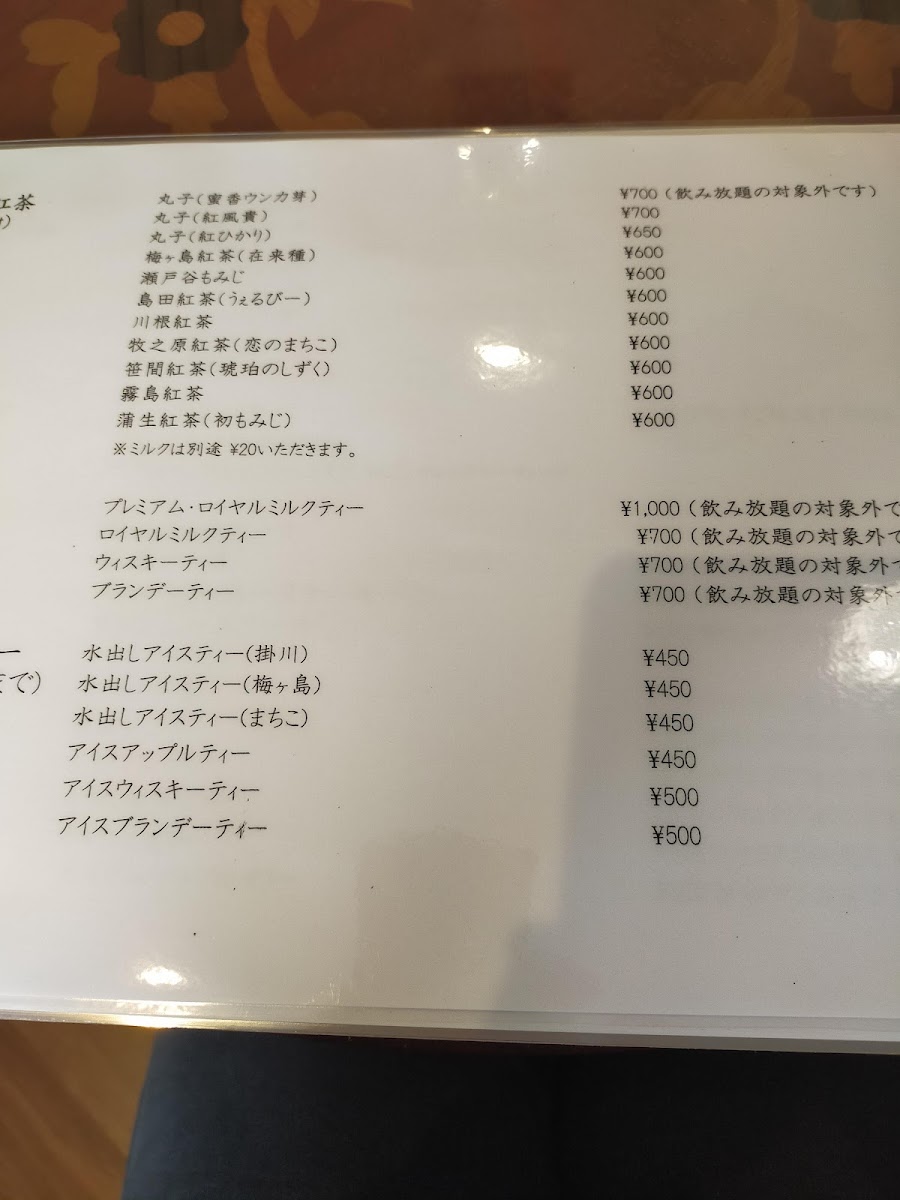 紅茶 丸子(蜜香ウンカ芽) ¥700 (飲み放題の対象外です)
丸子(紅風貴) ¥700
丸子(紅ひかり) ¥650
梅ヶ島紅茶(在来種) ¥600
瀬戸谷もみじ ¥600
島田紅茶(うぇるびー) ¥600
川根紅茶 ¥600
牧之原紅茶(恋のまちこ) ¥600
笹間紅茶(琥珀のしずく) ¥600
霧島紅茶 ¥600
蒲生紅茶(初もみじ) ¥600
※ミルクは別途 ¥20いただきます。
プレミアム・ロイヤルミルクティー ¥1,000 (飲み放題の対象外で
ロイヤルミルクティー ¥700 (飲み放題の対象外で
ウィスキーティー ¥700 (飲み放題の対象外で
ブランデーティー ¥700 (飲み放題の対象外で
ー 水出しアイスティー(掛川) ¥450
まで) 水出しアイスティー(梅ヶ島) ¥450
水出しアイスティー(まちこ) ¥450
アイスアップルティー ¥450
アイスウィスキーティー ¥500
アイスブランデーティー ¥500